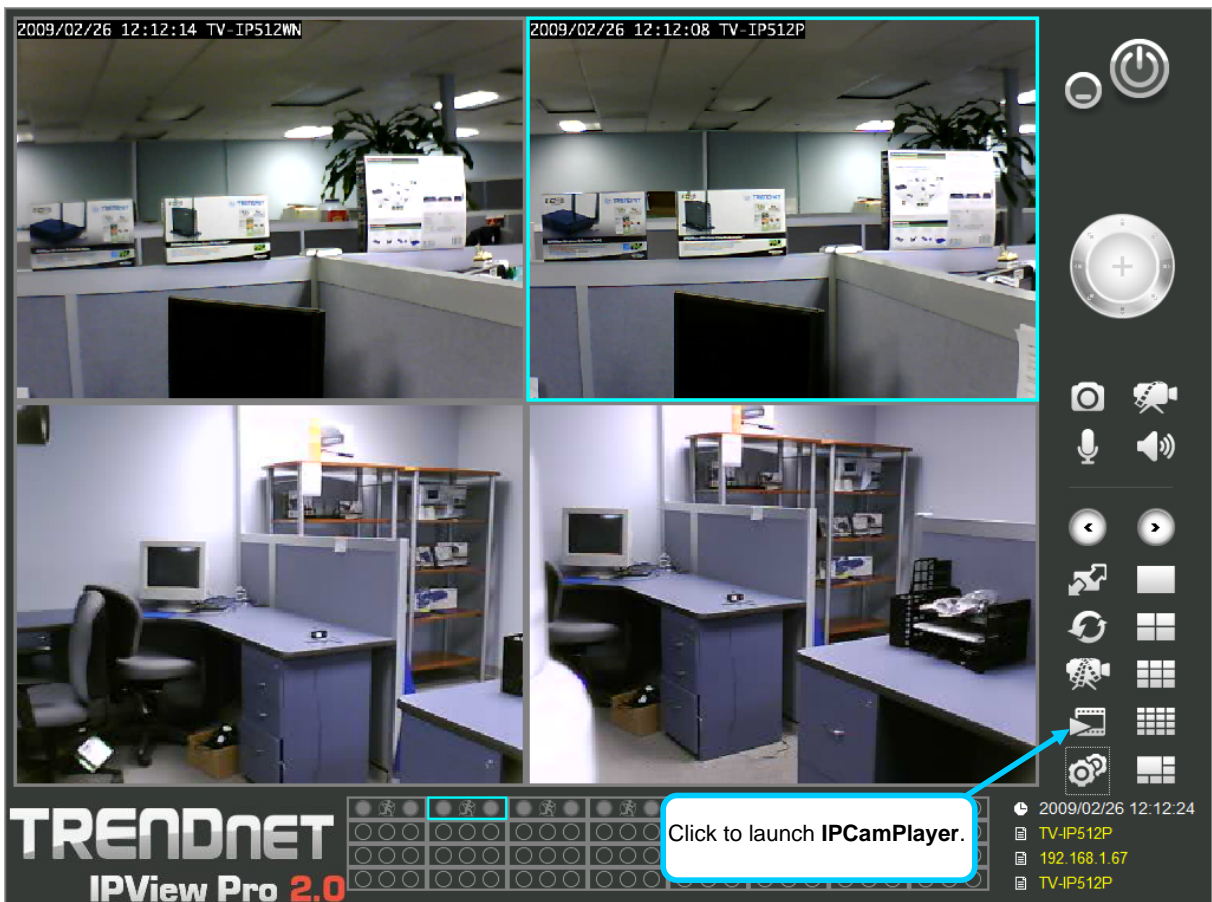 2009/02/26 12:12:14 TV-IP512WN
2009/02/26 12:12:08 TV-IP512P
TRENDNET
TRENDNET
TRENDnET
IPView Pro 2.0
Click to launch IPCamPlayer.
2009/02/26 12:12:24
TV-IP512P
192.168.1.67
TV-IP512P